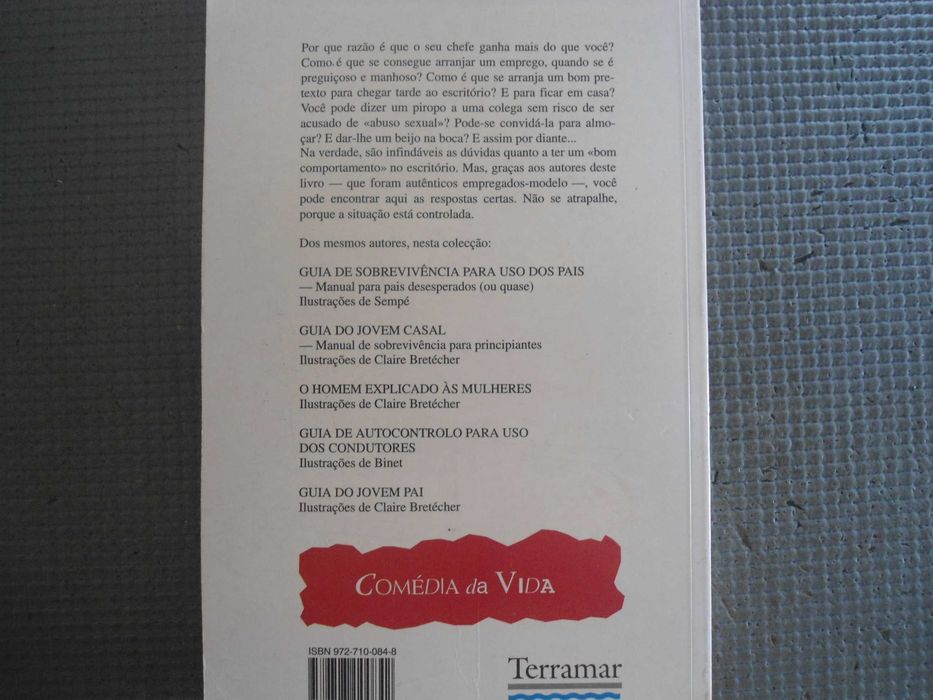 Por que razão é que o seu chefe ganha mais do que você?
Como é que se consegue arranjar um emprego, quando se é
preguiçoso e manhoso? Como é que se arranja um bom pre-
texto para chegar tarde ao escritório? E para ficar em casa?
Você pode dizer um piropo a uma colega sem risco de ser
acusado de «abuso sexual»? Pode-se convidá-la para almo-
çar? E dar-lhe um beijo na boca? E assim por diante...
Na verdade, são infindáveis as dúvidas quanto a ter um «bom
comportamento» no escritório. Mas, graças aos autores deste
livro — que foram autênticos empregados-modelo —, você
pode encontrar aqui as respostas certas. Não se atrapalhe,
porque a situação está controlada.
Dos mesmos autores, nesta colecção:
GUIA DE SOBREVIVÊNCIA PARA USO DOS PAIS
— Manual para pais desesperados (ou quase)
Ilustrações de Sempé
GUIA DO JOVEM CASAL
— Manual de sobrevivência para principiantes
Ilustrações de Claire Bretécher
O HOMEM EXPLICADO ÀS MULHERES
Ilustrações de Claire Bretécher
GUIA DE AUTOCONTROLO PARA USO
DOS CONDUTORES
Ilustrações de Binet
GUIA DO JOVEM PAI
Ilustrações de Claire Bretécher
COMÉDIA da VIDA
ISBN 972-710-084-8
Terramar